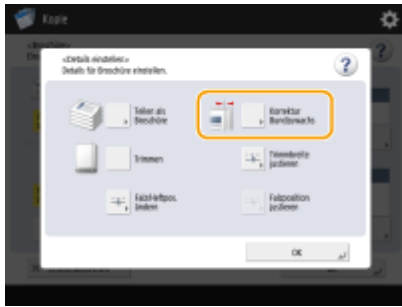 Kopie
<Details einstellen>
Details für Broschüre einstellen.
Teilen als
Broschüre
Korrektur
Bundzuwachs
Trimmen
Trimmbreite
justieren
Falz/Heftpos.
ändern
Falzposition
justieren
OK